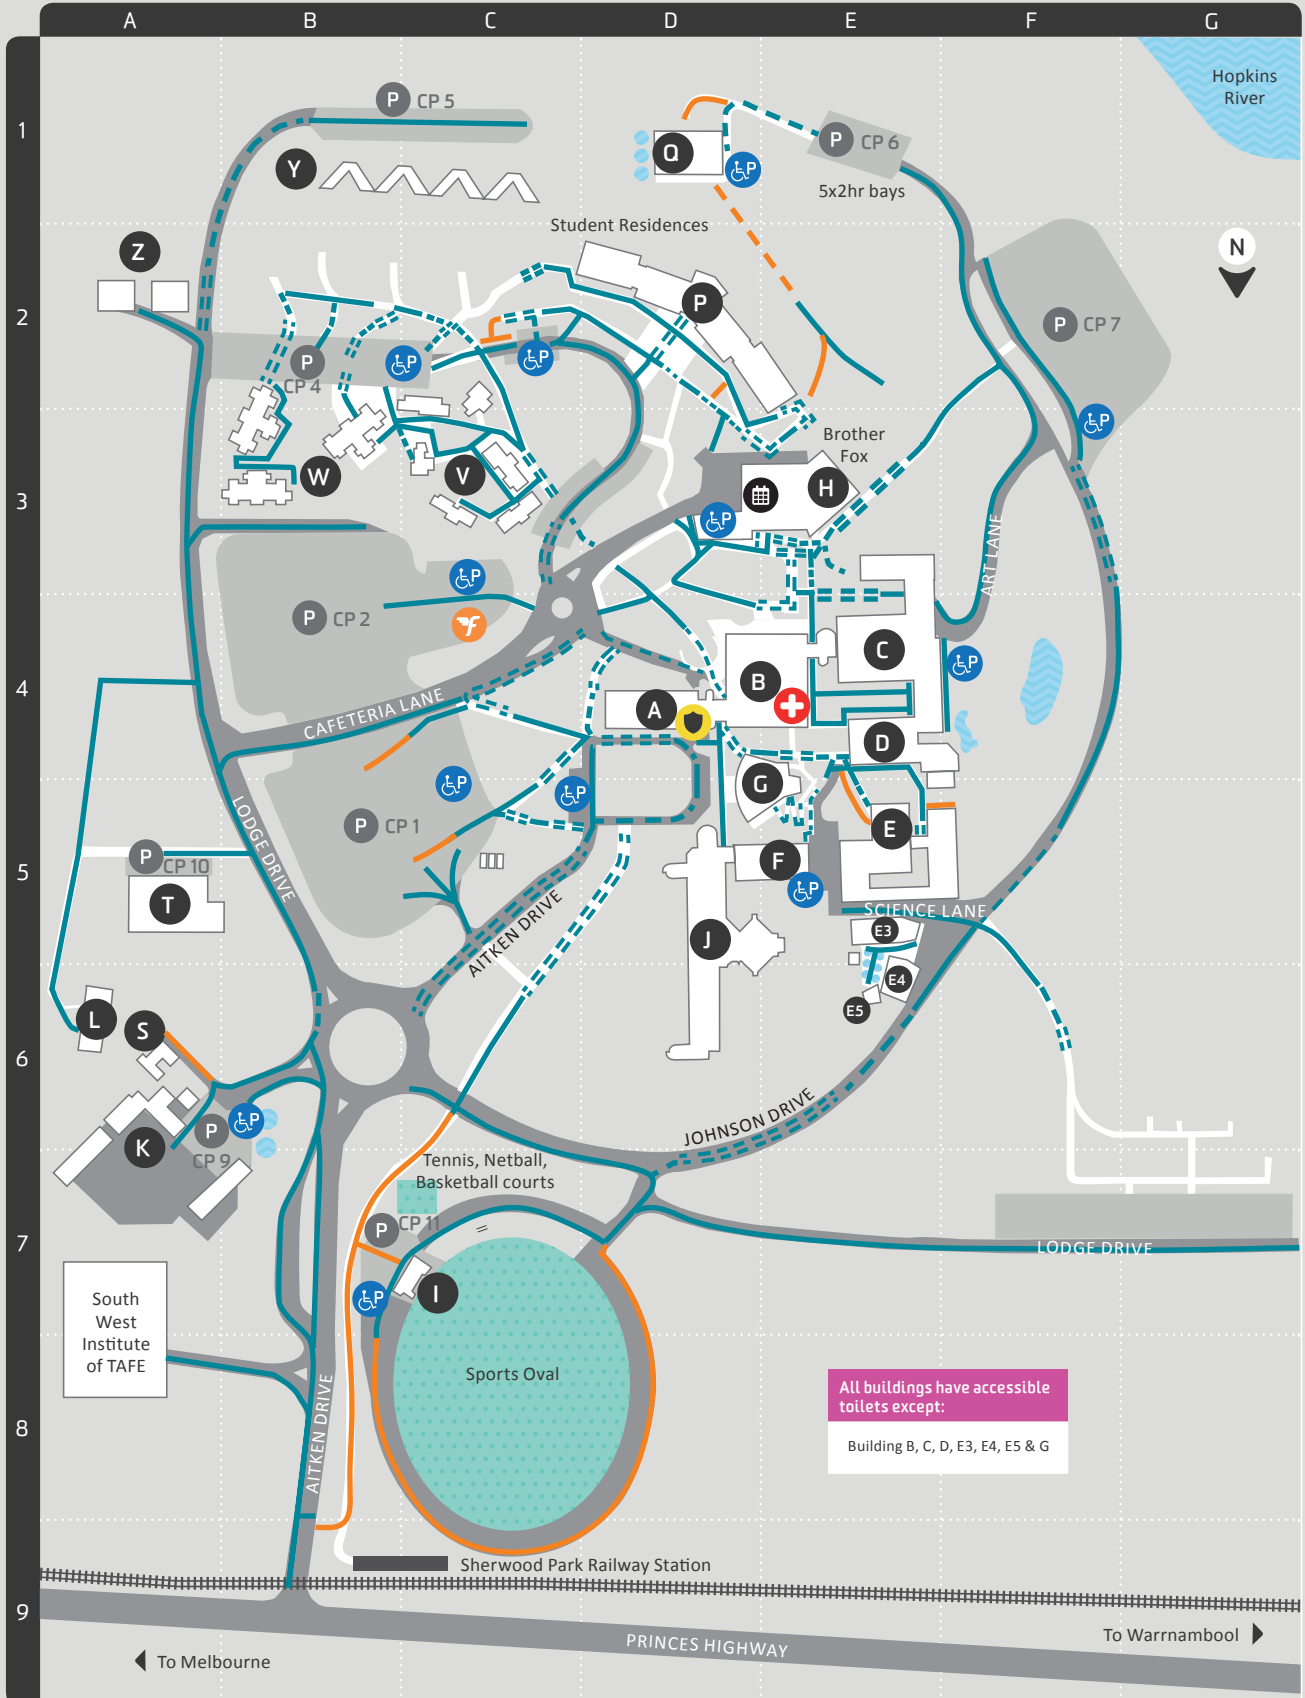 A B C D E F G
1
2
3
4
5
6
7
8
9
Hopkins
River
P CP 5
Y
Q
P
P CP 6
5x2hr bays
Student Residences
Z
N
P
P CP 7
P
CP 4
P
P
P
Brother
Fox
W
V
H
P
ART LANE
P
P CP 2
F
C
P
B
A
CAFETERIA LANE
D
G
P
P
LODGE DRIVE
P CP 1
E
P
CP 10
F
P
T
SCIENCE LANE
AITKEN DRIVE
E3
J
E4
E5
L
S
JOHNSON DRIVE
P
P
K
CP 9
Tennis, Netball,
Basketball courts
P CP 11
LODGE DRIVE
P
I
South
West
Institute
of TAFE
Sports Oval
All buildings have accessible
toilets except:
Building B, C, D, E3, E4, E5 & G
AITKEN DRIVE
Sherwood Park Railway Station
PRINCES HIGHWAY
To Warrnambool
To Melbourne